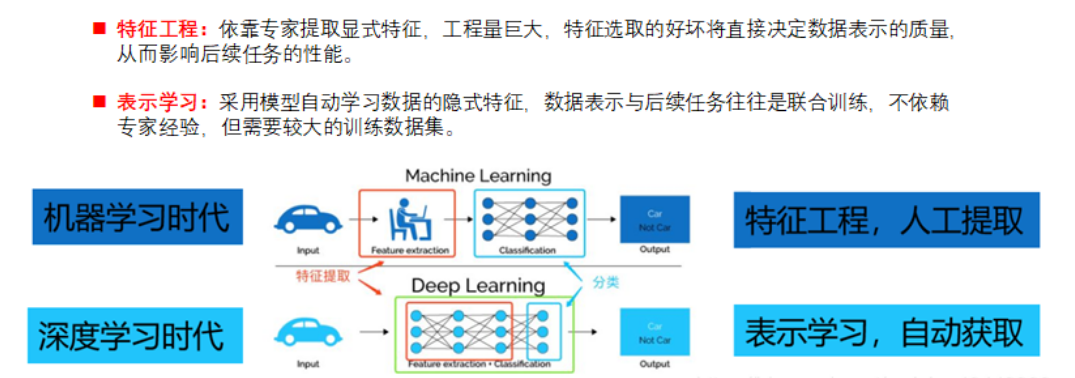 特征工程：依靠专家提取显式特征，工程量巨大，特征选取的好坏将直接决定数据表示的质量，
从而影响后续任务的性能。
表示学习：采用模型自动学习数据的隐式特征，数据表示与后续任务往往是联合训练，不依赖
专家经验，但需要较大的训练数据集。
机器学习时代
Machine Learning
Input
Feature extraction
Classification
Car
Not Car
Output
特征工程，人工提取
特征提取
分类
深度学习时代
Deep Learning
Input
Feature extraction + Classification
Car
Not Car
Output
表示学习，自动获取